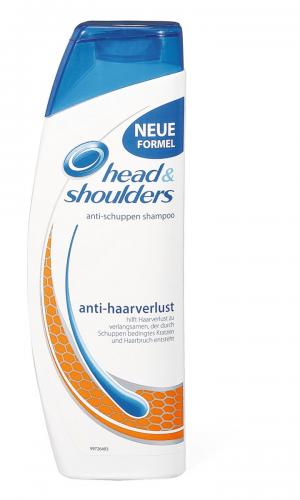 NEUE
FORMEL
head&
shoulders
anti-schuppen shampoo
anti-haarverlust
hilft Haarverlust zu
verlangsamen, der durch
Schuppen bedingtes Kratzen
und Haarbruch entsteht
99726493